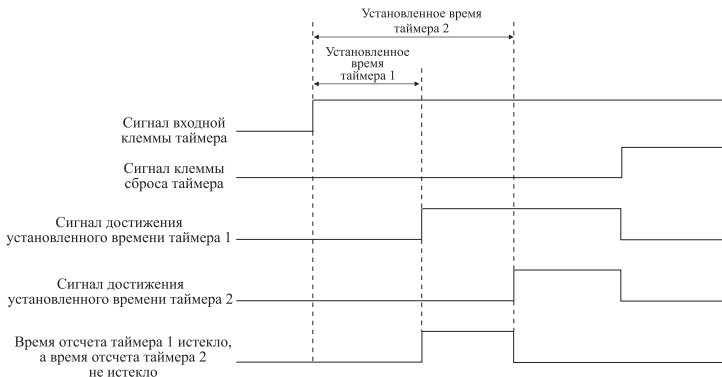 Установленное время
таймера 2
Установленное
время
таймера 1
Сигнал входной
клеммы таймера
Сигнал клеммы
сброса таймера
Сигнал достижения
установленного времени таймера 1
Сигнал достижения
установленного времени таймера 2
Время отсчета таймера 1 истекло,
а время отсчета таймера 2
не истекло